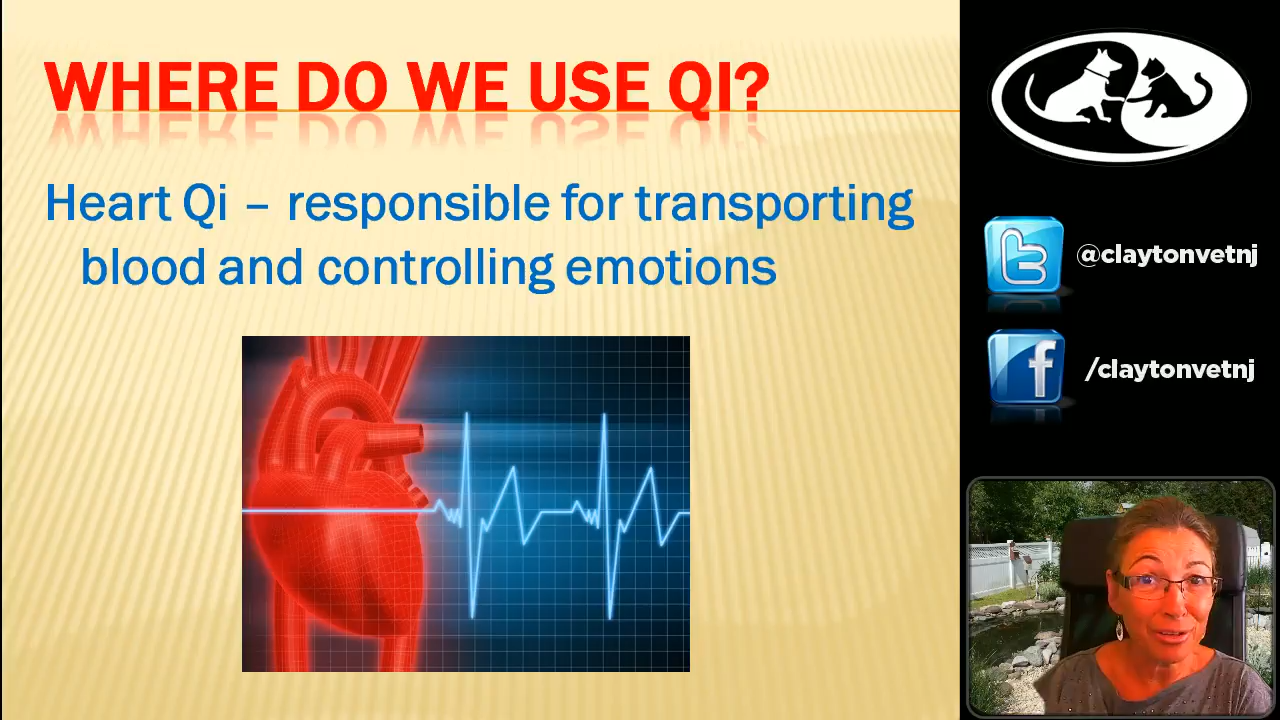 WHERE DO WE USE QI?
Heart Qi – responsible for transporting
blood and controlling emotions
@claytonvetnj
/claytonvetnj